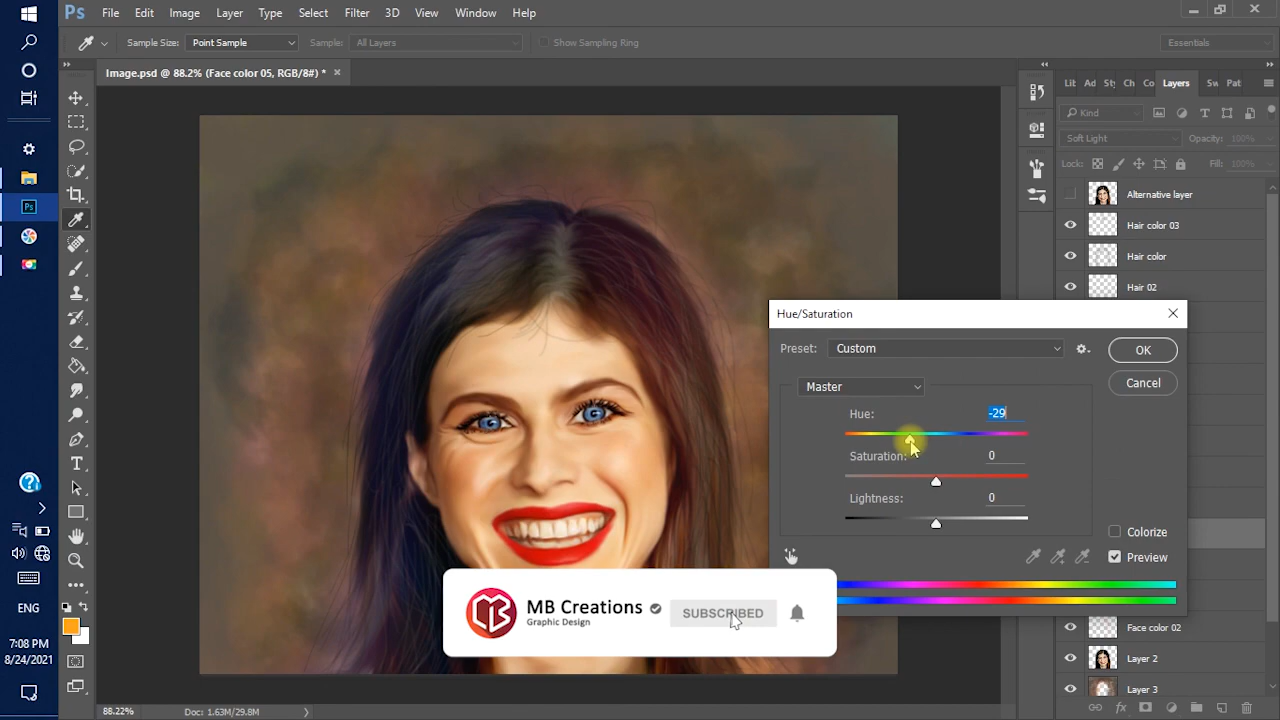 Ps File Edit Image Layer Type Select Filter 3D View Window Help
Sample Size: Point Sample Sample: All Layers Show Sampling Ring Essentials
Image.psd @ 88.2% (Face color 05, RGB/8#) * ×
Ad Ch Co Layers Sw Pat
Kind
Soft Light Opacity: 100%
Lock: Fill: 100%
Alternative layer
Hair color 03
Hair color
Hair 02
Hue/Saturation
Preset: Custom OK
Master Cancel
Hue: -29
Saturation: 0
Lightness: 0
Colorize
Preview
MB Creations
Graphic Design
SUBSCRIBED
Face color 02
Layer 2
Layer 3
Ps
ENG
7:08 PM
8/24/2021
88.22% Doc: 1.63M/29.8M